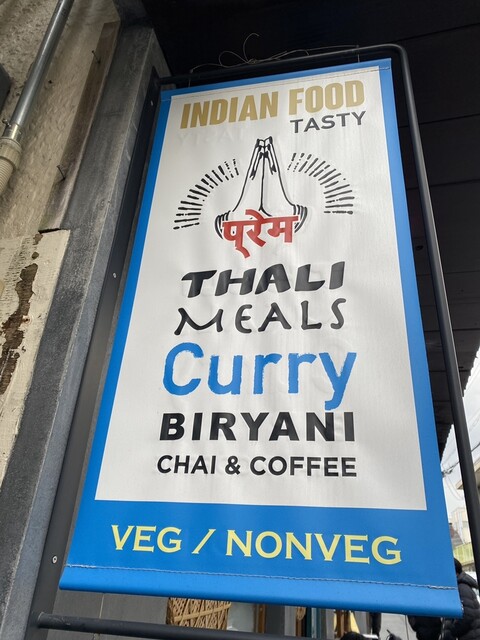 INDIAN FOOD
TASTY
प्रेम
THALI
MEALS
Curry
BIRYANI
CHAI & COFFEE
VEG / NONVEG